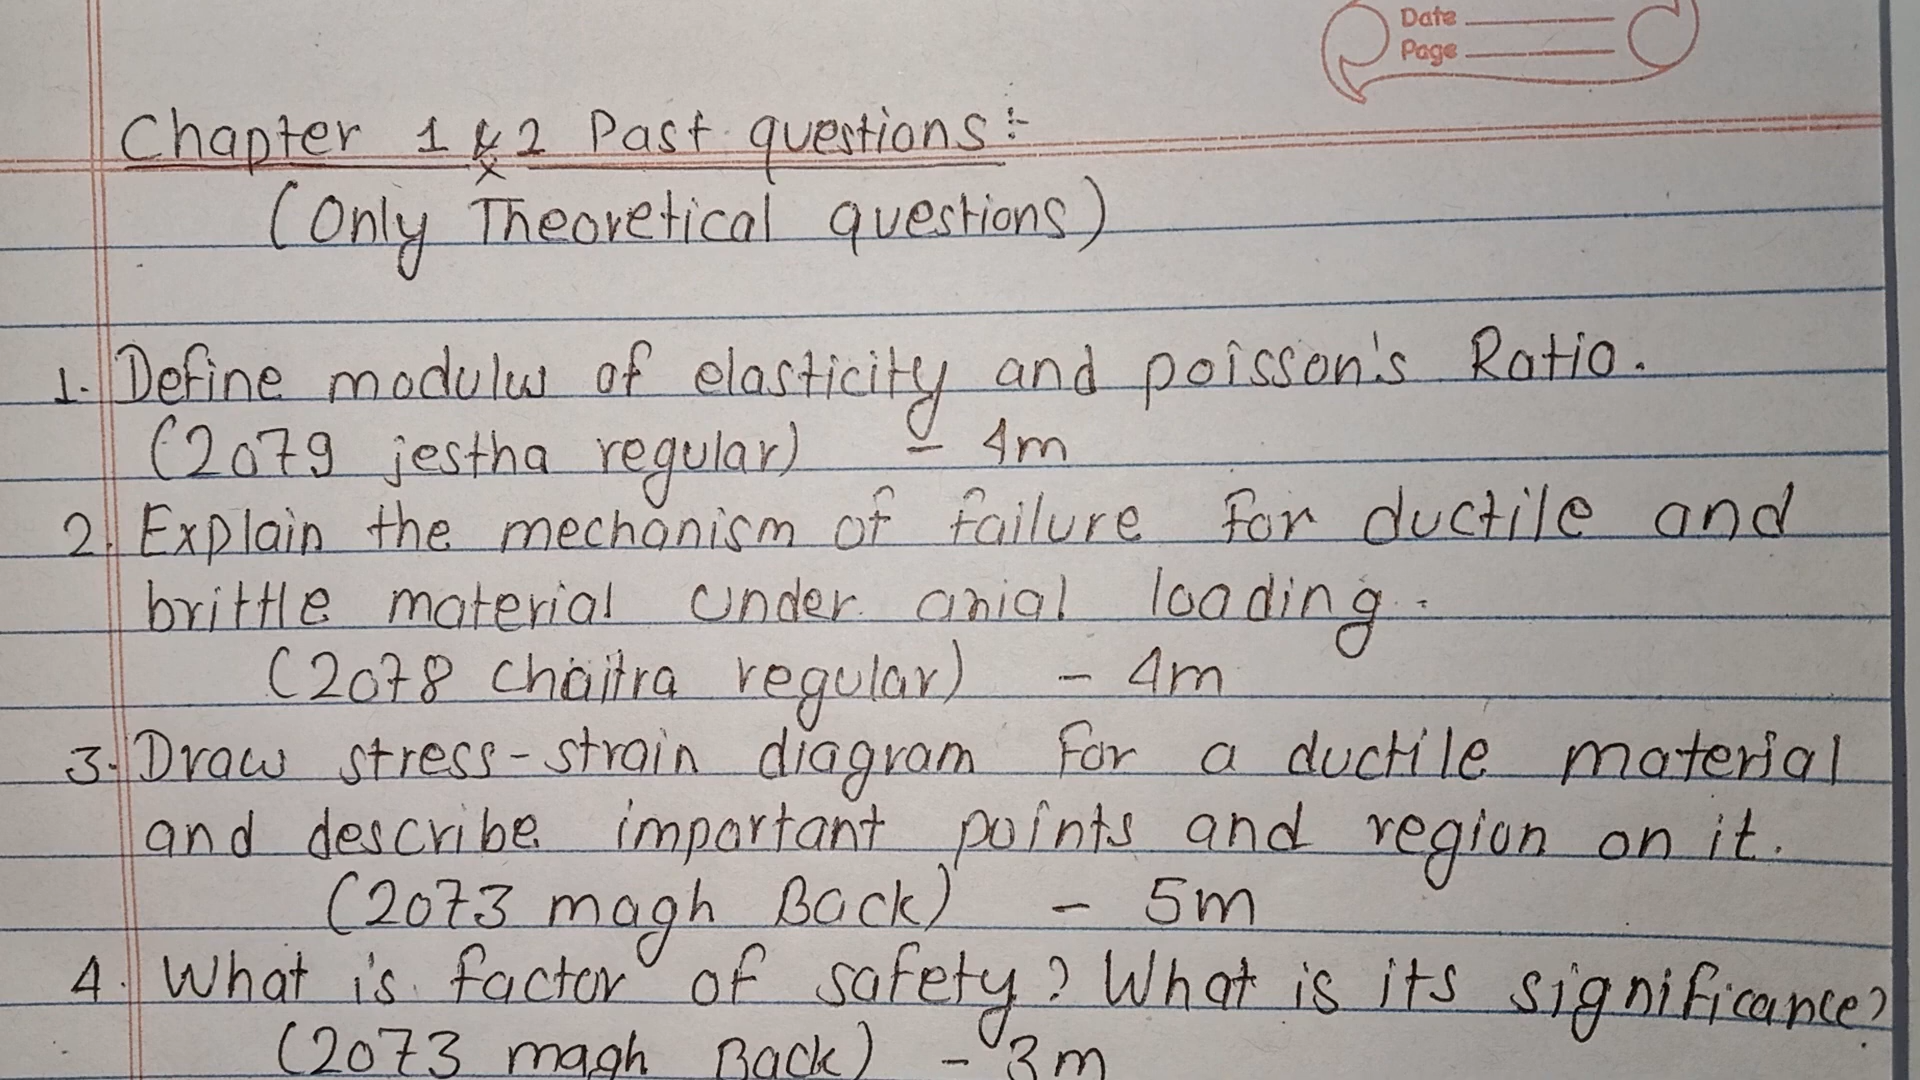 Date
Page
Chapter 1 & 2 Past questions:-
(Only Theoretical questions)
1. Define modulus of elasticity and poisson's Ratio.
(2079 jestha regular) - 4m
2. Explain the mechanism of failure for ductile and
brittle material under axial loading.
(2078 Chaitra regular) - 4m
3. Draw stress-strain diagram for a ductile material
and describe important points and region on it.
(2073 magh Back) - 5m
4. What is factor of safety? What is its significance?
(2073 magh Back) - 3m